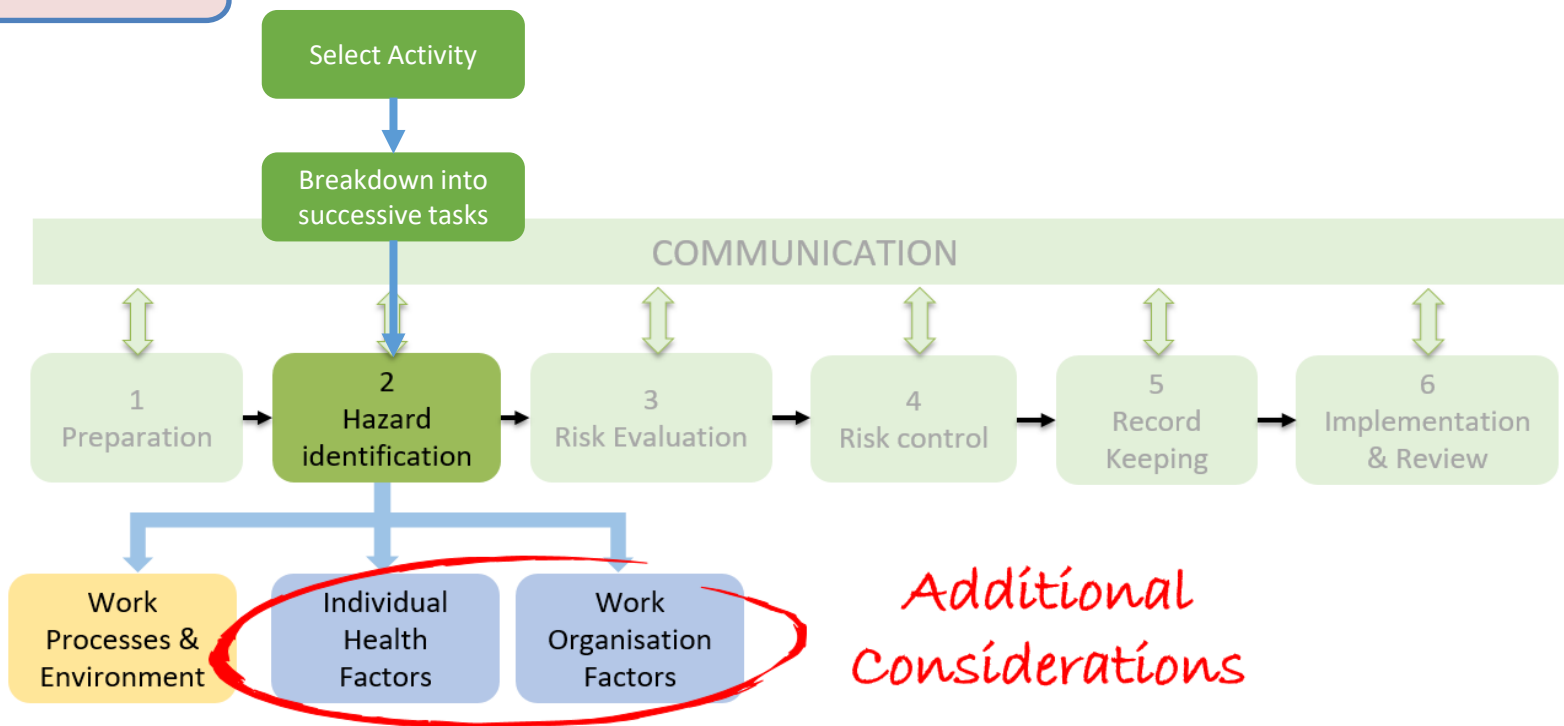 Select Activity
Breakdown into
successive tasks
COMMUNICATION
1
Preparation
2
Hazard
identification
3
Risk Evaluation
4
Risk control
5
Record
Keeping
6
Implementation
& Review
Work
Processes &
Environment
Individual
Health
Factors
Work
Organisation
Factors
Additional
Considerations